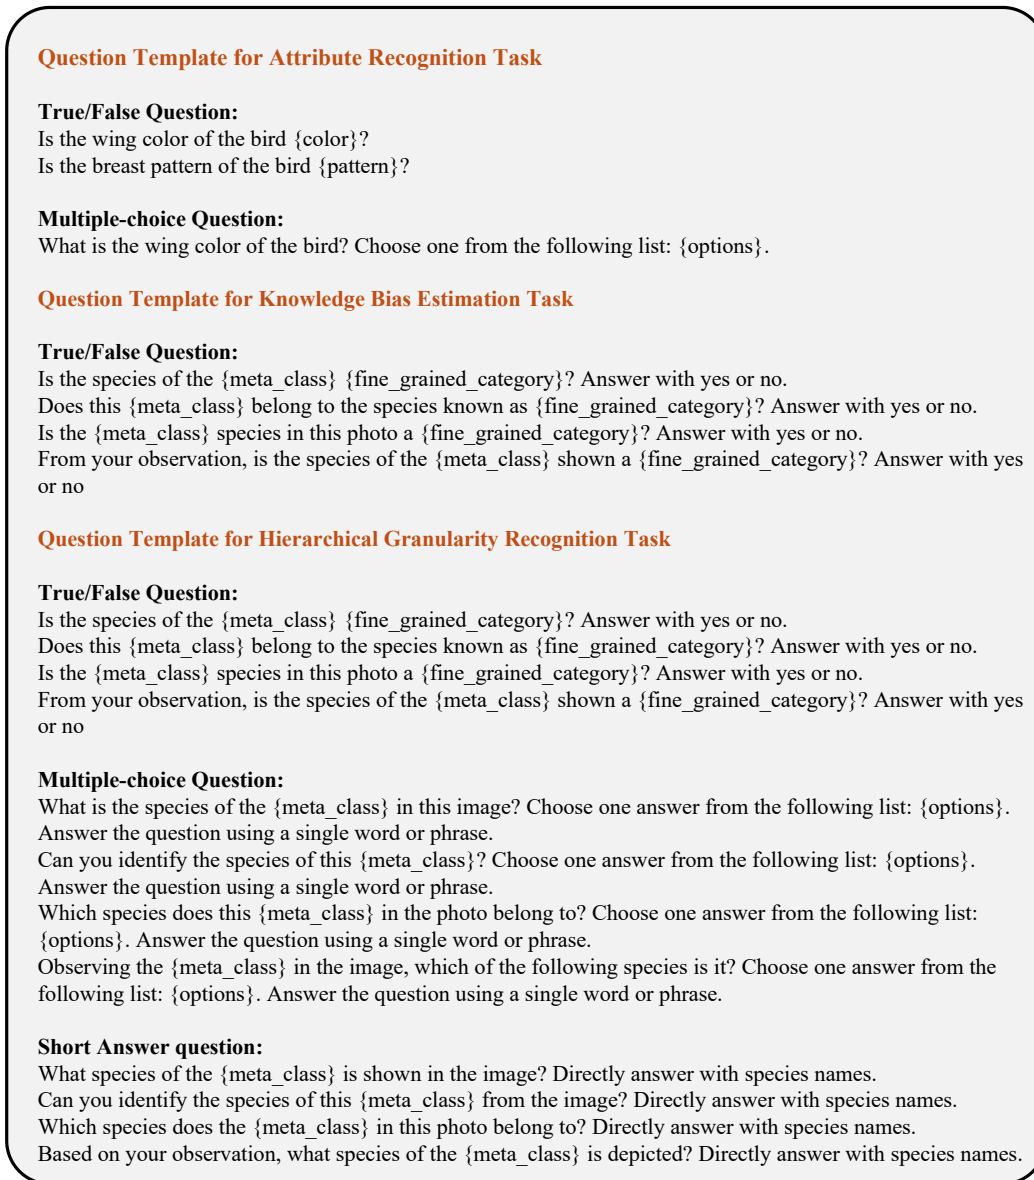 Question Template for Attribute Recognition Task
True/False Question:
Is the wing color of the bird {color}?
Is the breast pattern of the bird {pattern}?
Multiple-choice Question:
What is the wing color of the bird? Choose one from the following list: {options}.
Question Template for Knowledge Bias Estimation Task
True/False Question:
Is the species of the {meta_class} {fine_grained_category}? Answer with yes or no.
Does this {meta_class} belong to the species known as {fine_grained_category}? Answer with yes or no.
Is the {meta_class} species in this photo a {fine_grained_category}? Answer with yes or no.
From your observation, is the species of the {meta_class} shown a {fine_grained_category}? Answer with yes
or no
Question Template for Hierarchical Granularity Recognition Task
True/False Question:
Is the species of the {meta_class} {fine_grained_category}? Answer with yes or no.
Does this {meta_class} belong to the species known as {fine_grained_category}? Answer with yes or no.
Is the {meta_class} species in this photo a {fine_grained_category}? Answer with yes or no.
From your observation, is the species of the {meta_class} shown a {fine_grained_category}? Answer with yes
or no
Multiple-choice Question:
What is the species of the {meta_class} in this image? Choose one answer from the following list: {options}.
Answer the question using a single word or phrase.
Can you identify the species of this {meta_class}? Choose one answer from the following list: {options}.
Answer the question using a single word or phrase.
Which species does this {meta_class} in the photo belong to? Choose one answer from the following list:
{options}. Answer the question using a single word or phrase.
Observing the {meta_class} in the image, which of the following species is it? Choose one answer from the
following list: {options}. Answer the question using a single word or phrase.
Short Answer question:
What species of the {meta_class} is shown in the image? Directly answer with species names.
Can you identify the species of this {meta_class} from the image? Directly answer with species names.
Which species does the {meta_class} in this photo belong to? Directly answer with species names.
Based on your observation, what species of the {meta_class} is depicted? Directly answer with species names.